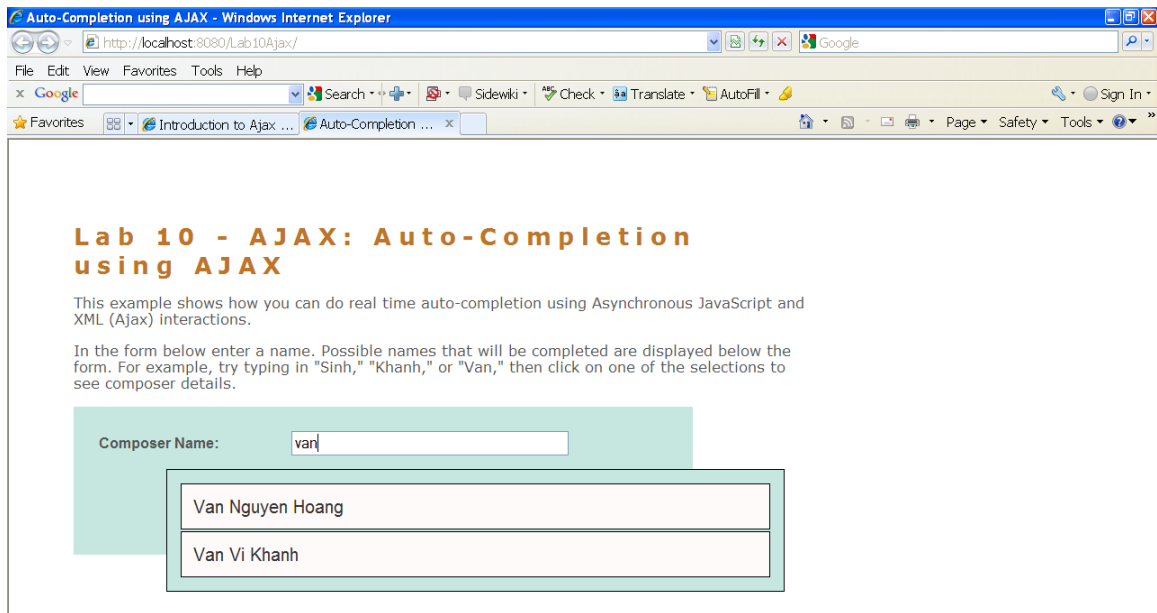 Auto-Completion using AJAX - Windows Internet Explorer
http://localhost:8080/Lab10Ajax/ Google
File Edit View Favorites Tools Help
x Google Search Sidewiki ABC Check Translate AutoFill Sign In
Favorites Introduction to Ajax ... Auto-Completion ... x Page Safety Tools »
Lab 10 - AJAX: Auto-Completion
using AJAX
This example shows how you can do real time auto-completion using Asynchronous JavaScript and
XML (Ajax) interactions.
In the form below enter a name. Possible names that will be completed are displayed below the
form. For example, try typing in "Sinh," "Khanh," or "Van," then click on one of the selections to
see composer details.
Composer Name: van
Van Nguyen Hoang
Van Vi Khanh